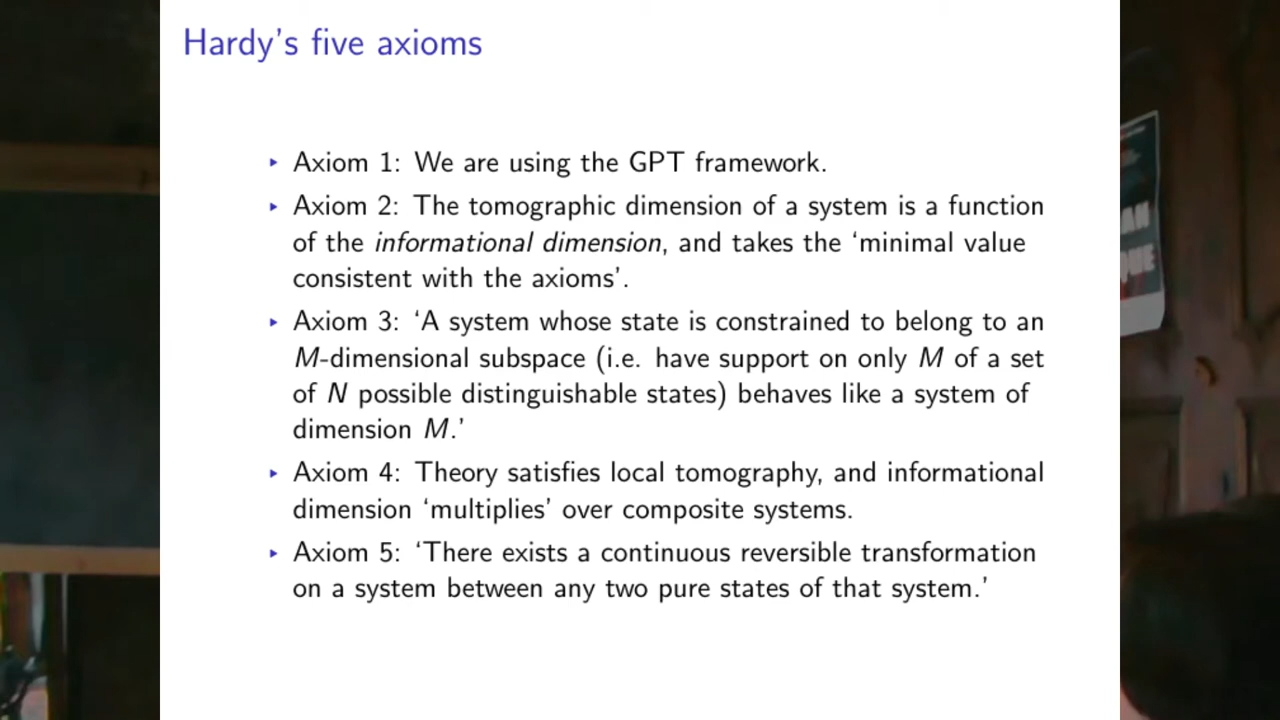 Hardy's five axioms
‣ Axiom 1: We are using the GPT framework.
‣ Axiom 2: The tomographic dimension of a system is a function
of the informational dimension, and takes the ‘minimal value
consistent with the axioms’.
‣ Axiom 3: ‘A system whose state is constrained to belong to an
M-dimensional subspace (i.e. have support on only M of a set
of N possible distinguishable states) behaves like a system of
dimension M.’
‣ Axiom 4: Theory satisfies local tomography, and informational
dimension ‘multiplies’ over composite systems.
‣ Axiom 5: ‘There exists a continuous reversible transformation
on a system between any two pure states of that system.’